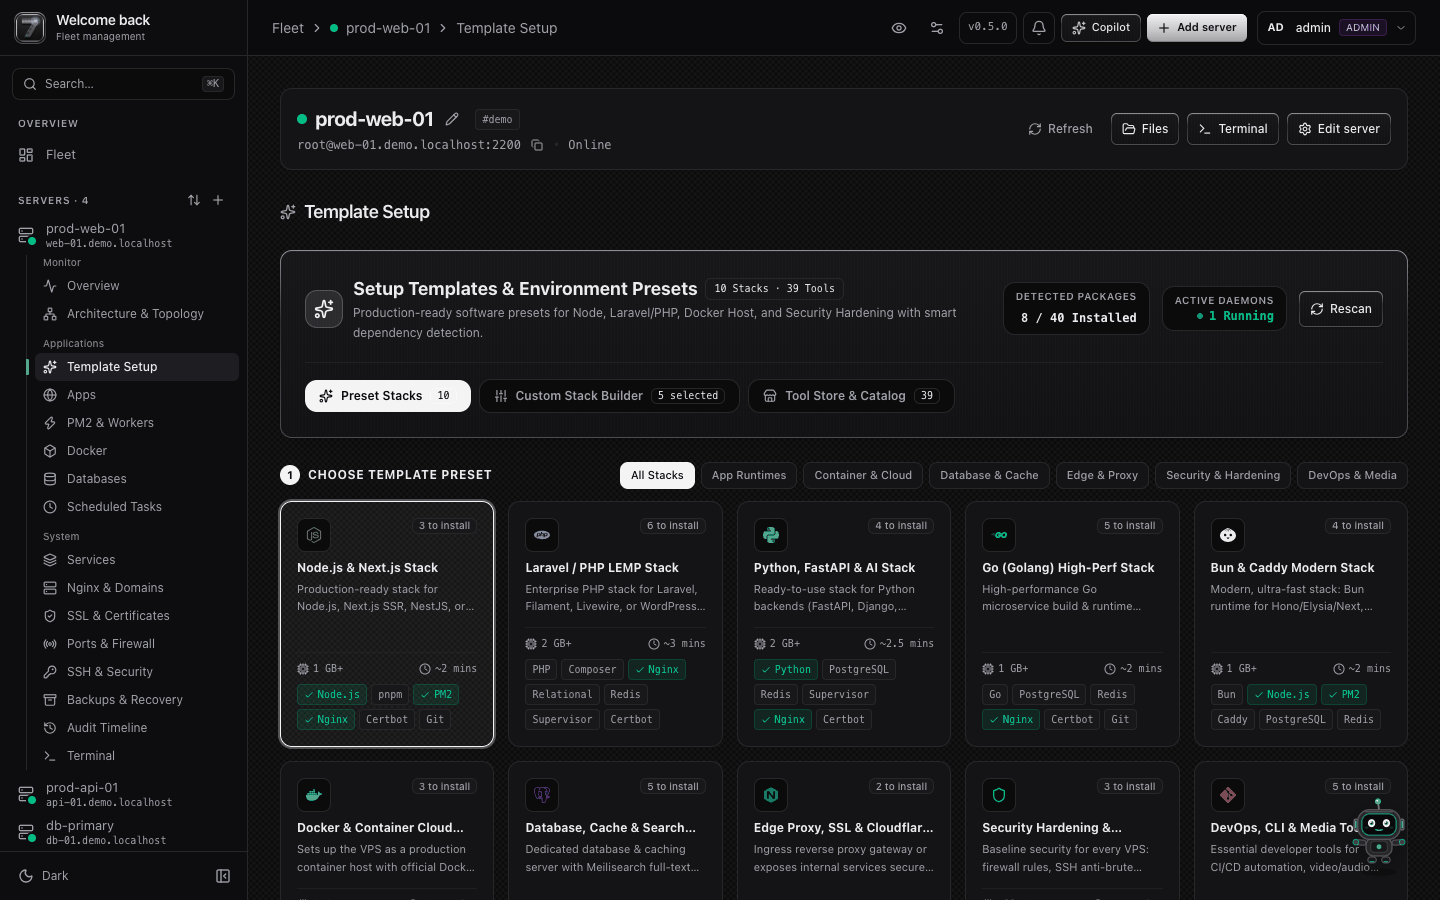 Welcome back
Fleet management
Search...
⌘K
OVERVIEW
Fleet
SERVERS · 4
prod-web-01
web-01.demo.localhost
Monitor
Overview
Architecture & Topology
Applications
Template Setup
Apps
PM2 & Workers
Docker
Databases
Scheduled Tasks
System
Services
Nginx & Domains
SSL & Certificates
Ports & Firewall
SSH & Security
Backups & Recovery
Audit Timeline
Terminal
prod-api-01
api-01.demo.localhost
db-primary
db-01.demo.localhost
Dark
Fleet > prod-web-01 > Template Setup
v0.5.0
Copilot
Add server
AD admin ADMIN
prod-web-01 #demo
root@web-01.demo.localhost:2200 · Online
Refresh
Files
Terminal
Edit server
Template Setup
Setup Templates & Environment Presets 10 Stacks · 39 Tools
Production-ready software presets for Node, Laravel/PHP, Docker Host, and Security Hardening with smart
dependency detection.
DETECTED PACKAGES
8 / 40 Installed
ACTIVE DAEMONS
1 Running
Rescan
Preset Stacks 10
Custom Stack Builder 5 selected
Tool Store & Catalog 39
1 CHOOSE TEMPLATE PRESET
All Stacks
App Runtimes
Container & Cloud
Database & Cache
Edge & Proxy
Security & Hardening
DevOps & Media
3 to install
Node.js & Next.js Stack
Production-ready stack for
Node.js, Next.js SSR, NestJS, or...
1 GB+ ~2 mins
Node.js pnpm PM2
Nginx Certbot Git
6 to install
Laravel / PHP LEMP Stack
Enterprise PHP stack for Laravel,
Filament, Livewire, or WordPress...
2 GB+ ~3 mins
PHP Composer Nginx
Relational Redis
Supervisor Certbot
4 to install
Python, FastAPI & AI Stack
Ready-to-use stack for Python
backends (FastAPI, Django,...
2 GB+ ~2.5 mins
Python PostgreSQL
Redis Supervisor
Nginx Certbot
5 to install
Go (Golang) High-Perf Stack
High-performance Go
microservice build & runtime...
1 GB+ ~2 mins
Go PostgreSQL Redis
Nginx Certbot Git
4 to install
Bun & Caddy Modern Stack
Modern, ultra-fast stack: Bun
runtime for Hono/Elysia/Next,...
1 GB+ ~2 mins
Bun Node.js PM2
Caddy PostgreSQL Redis
3 to install
Docker & Container Cloud...
Sets up the VPS as a production
container host with official Dock...
5 to install
Database, Cache & Search...
Dedicated database & caching
server with Meilisearch full-text...
2 to install
Edge Proxy, SSL & Cloudflar...
Ingress reverse proxy gateway or
exposes internal services secure...
3 to install
Security Hardening &...
Baseline security for every VPS:
firewall rules, SSH anti-brute...
5 to install
DevOps, CLI & Media
Essential developer tools for
CI/CD automation, video/audio...